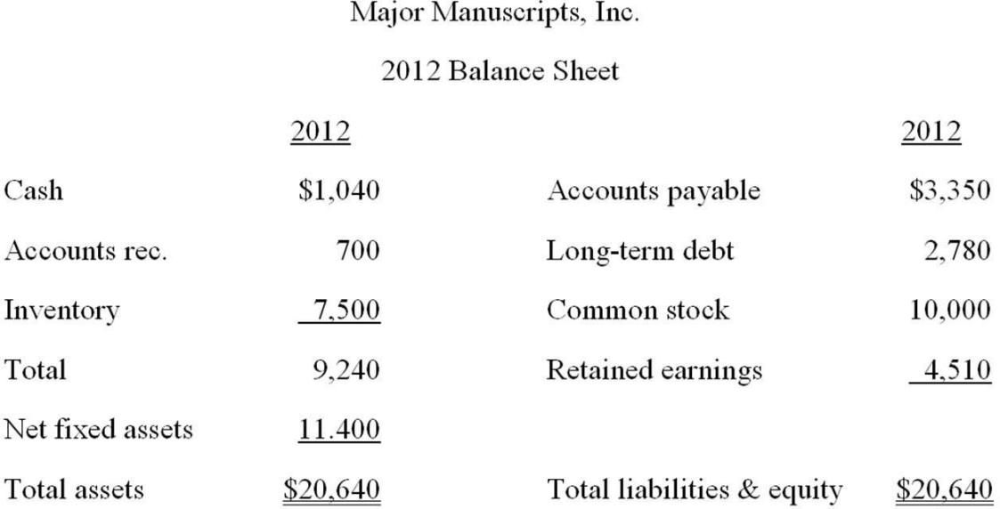 Major Manuscripts, Inc.
2012 Balance Sheet
2012 2012
Cash $1,040 Accounts payable $3,350
Accounts rec. 700 Long-term debt 2,780
Inventory 7,500 Common stock 10,000
Total 9,240 Retained earnings 4,510
Net fixed assets 11.400
Total assets $20,640 Total liabilities & equity $20,640